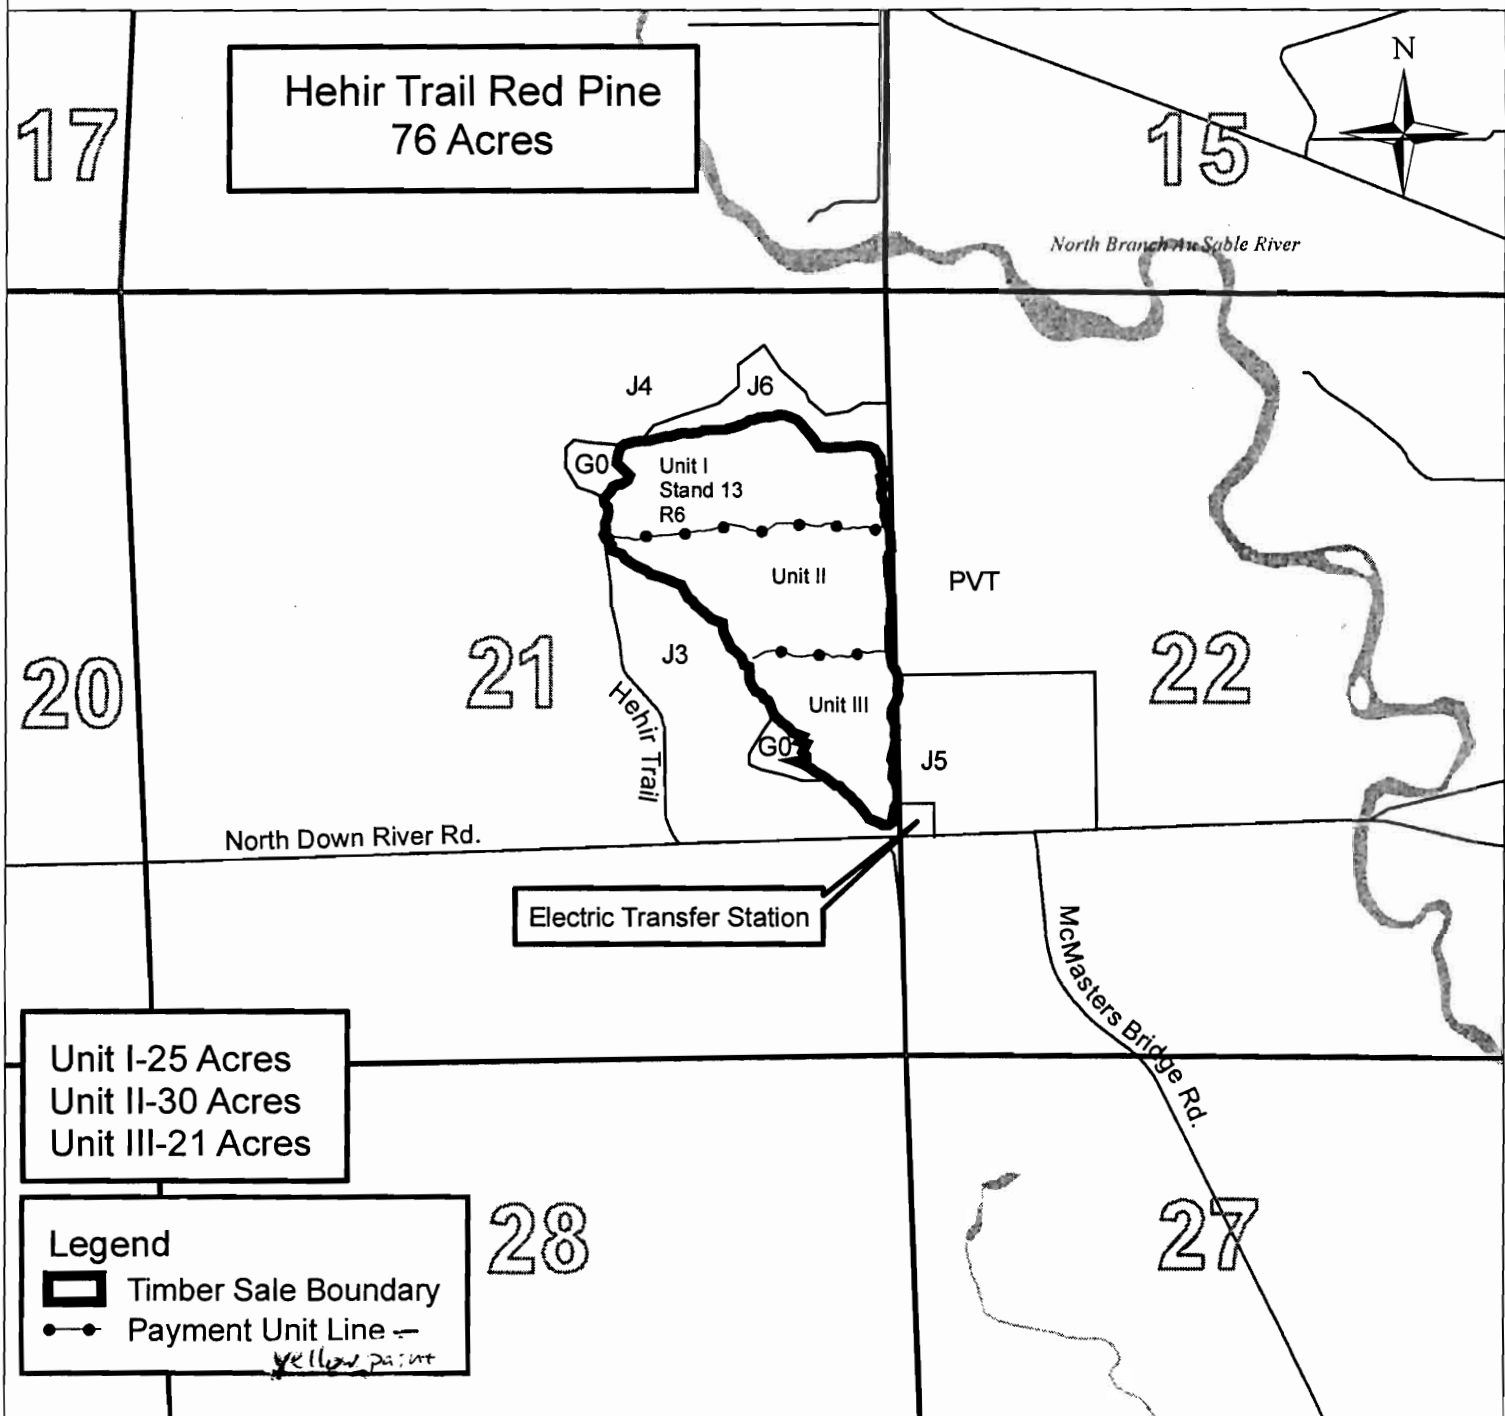 Hehir Trail Red Pine
76 Acres
N
17
15
North Branch Au Sable River
J4
J6
G0
Unit I
Stand 13
R6
Unit II
PVT
21
J3
22
20
Hehir Trail
Unit III
G0
J5
North Down River Rd.
Electric Transfer Station
McMasters Bridge Rd.
Unit I-25 Acres
Unit II-30 Acres
Unit III-21 Acres
28
27
Legend
Timber Sale Boundary
Payment Unit Line –
yellow paint